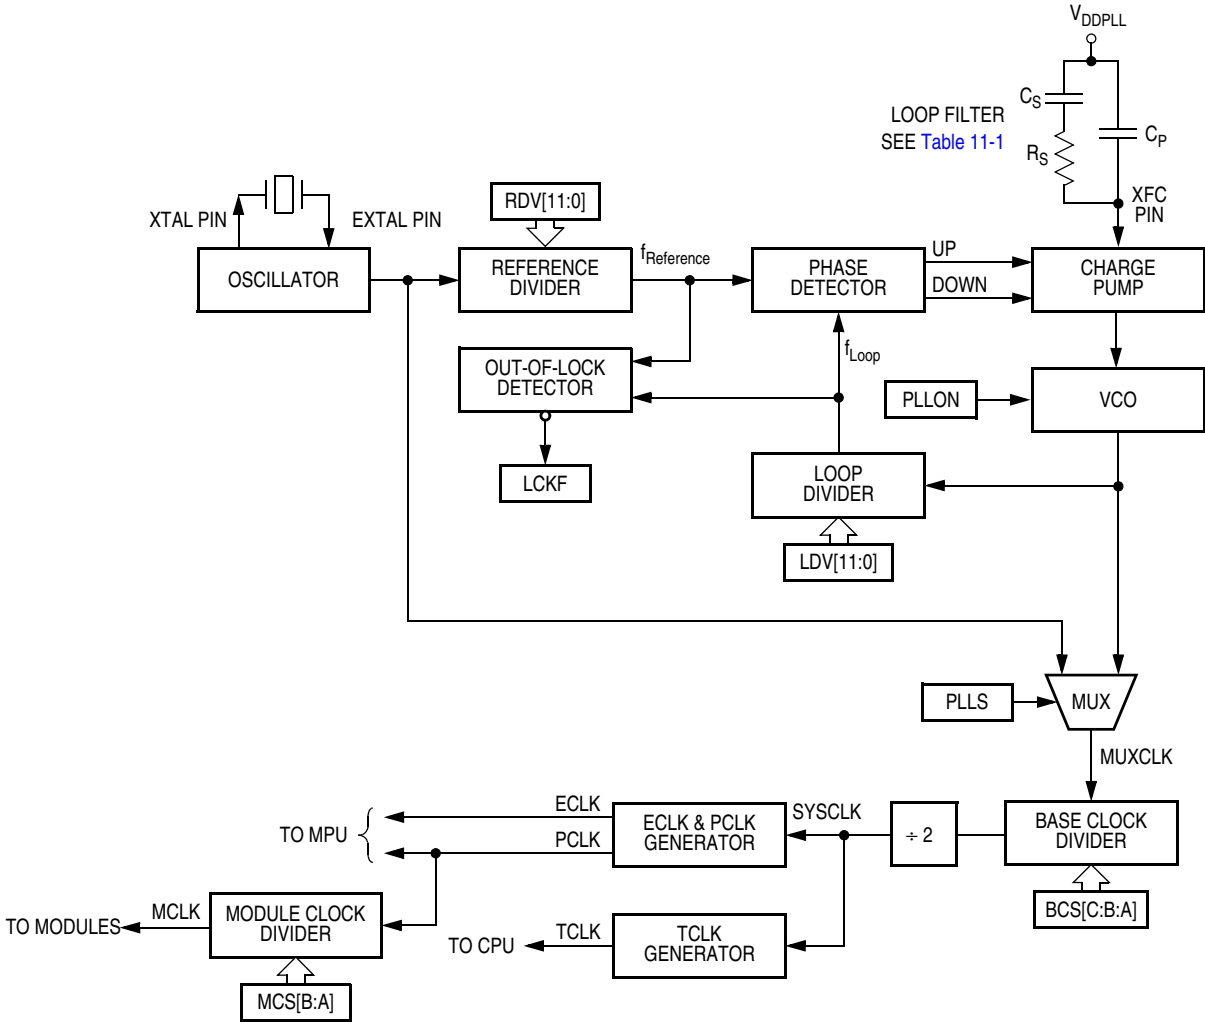 VDDPLL
CS
LOOP FILTER
SEE Table 11-1
CP
RS
XFC
PIN
XTAL PIN
EXTAL PIN
RDV[11:0]
OSCILLATOR
REFERENCE
DIVIDER
fReference
PHASE
DETECTOR
UP
DOWN
CHARGE
PUMP
OUT-OF-LOCK
DETECTOR
fLoop
PLLON
VCO
LCKF
LOOP
DIVIDER
LDV[11:0]
PLLS
MUX
MUXCLK
TO MPU
ECLK
PCLK
ECLK & PCLK
GENERATOR
SYSCLK
÷ 2
BASE CLOCK
DIVIDER
BCS[C:B:A]
TO MODULES
MCLK
MODULE CLOCK
DIVIDER
TO CPU
TCLK
TCLK
GENERATOR
MCS[B:A]